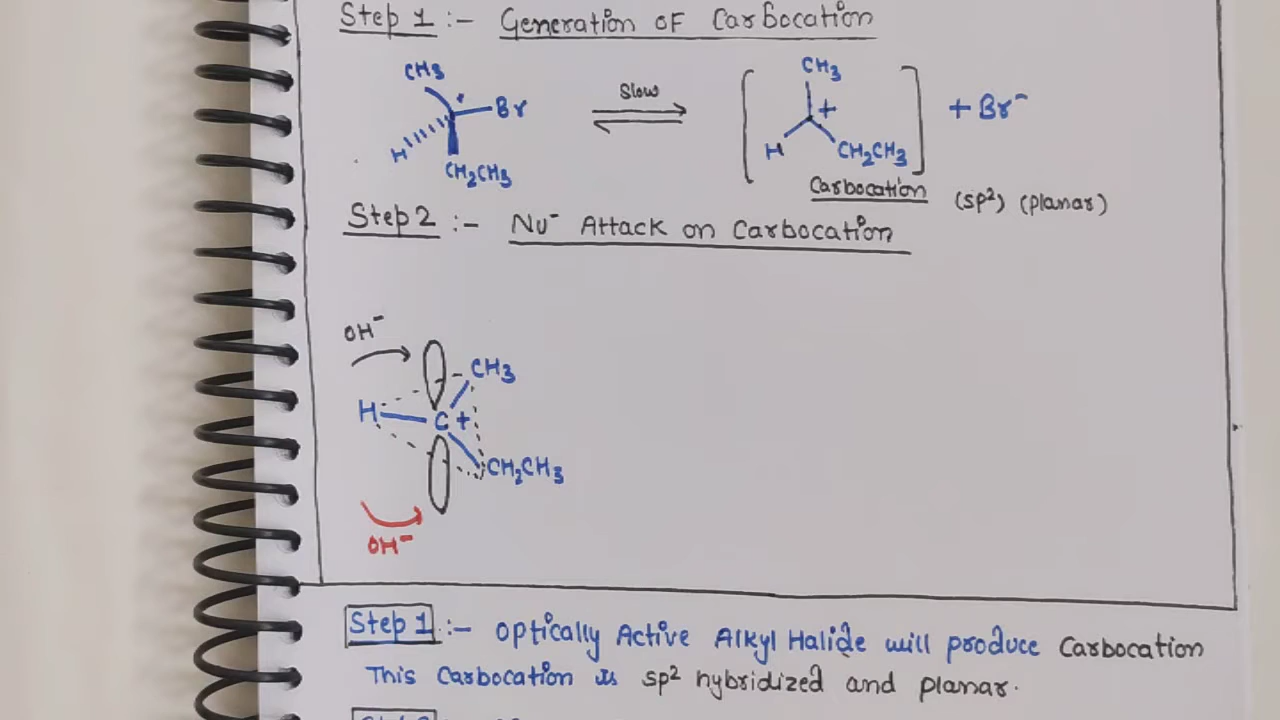 Step 1 :- Generation of Carbocation
CH3
Br
H
CH2CH3
Slow
CH3
+
H
CH2CH3
+ Br⁻
Carbocation (sp2) (planar)
Step 2 :- Nu⁻ Attack on Carbocation
OH⁻
CH3
H C +
CH2CH3
OH⁻
Step 1 :- Optically Active Alkyl Halide will produce Carbocation
This Carbocation is sp2 hybridized and planar.